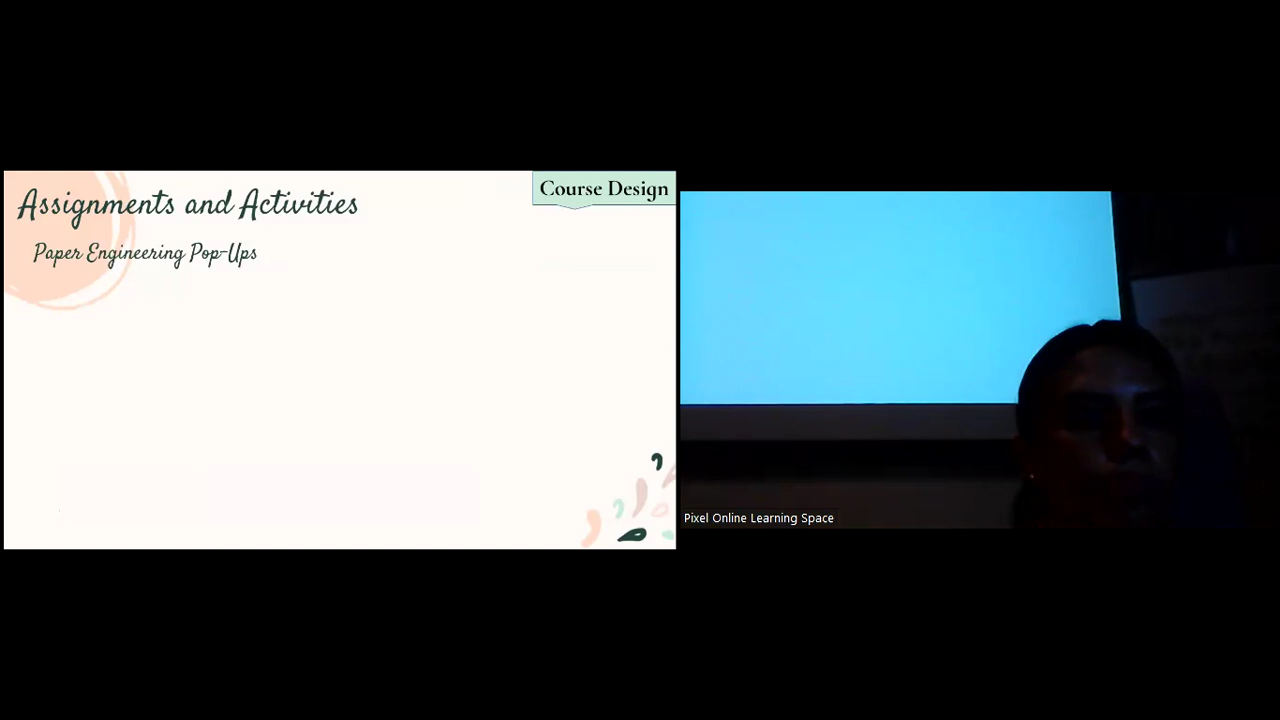 Assignments and Activities
Course Design
Paper Engineering Pop-Ups
Pixel Online Learning Space